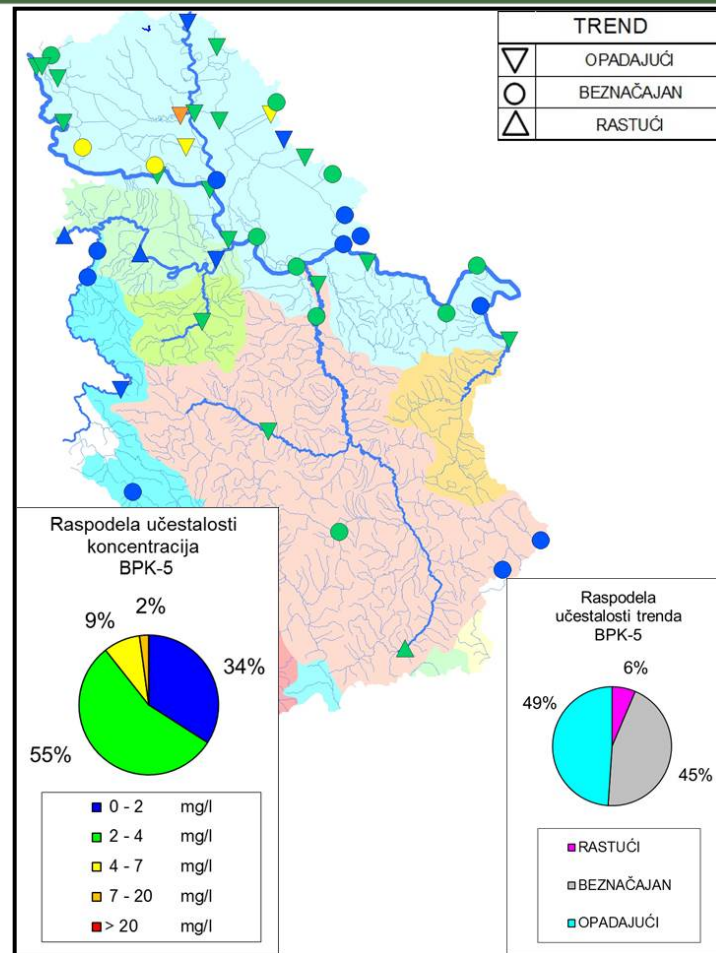 TREND
OPADAJUĆI
BEZNAČAJAN
RASTUĆI
Raspodela učestalosti
koncentracija
BPK-5
2%
9%
34%
55%
0 - 2 mg/l
2 - 4 mg/l
4 - 7 mg/l
7 - 20 mg/l
> 20 mg/l
Raspodela
učestalosti trenda
BPK-5
6%
49%
45%
RASTUĆI
BEZNAČAJAN
OPADAJUĆI